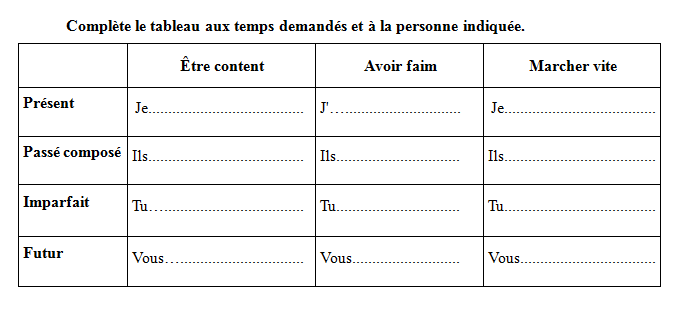 Complète le tableau aux temps demandés et à la personne indiquée.
Être content Avoir faim Marcher vite
Présent Je.................................. J'….......................... Je..................................
Passé composé Ils.................................. Ils........................... Ils.................................
Imparfait Tu….............................. Tu........................... Tu.................................
Futur Vous…........................... Vous........................ Vous..............................